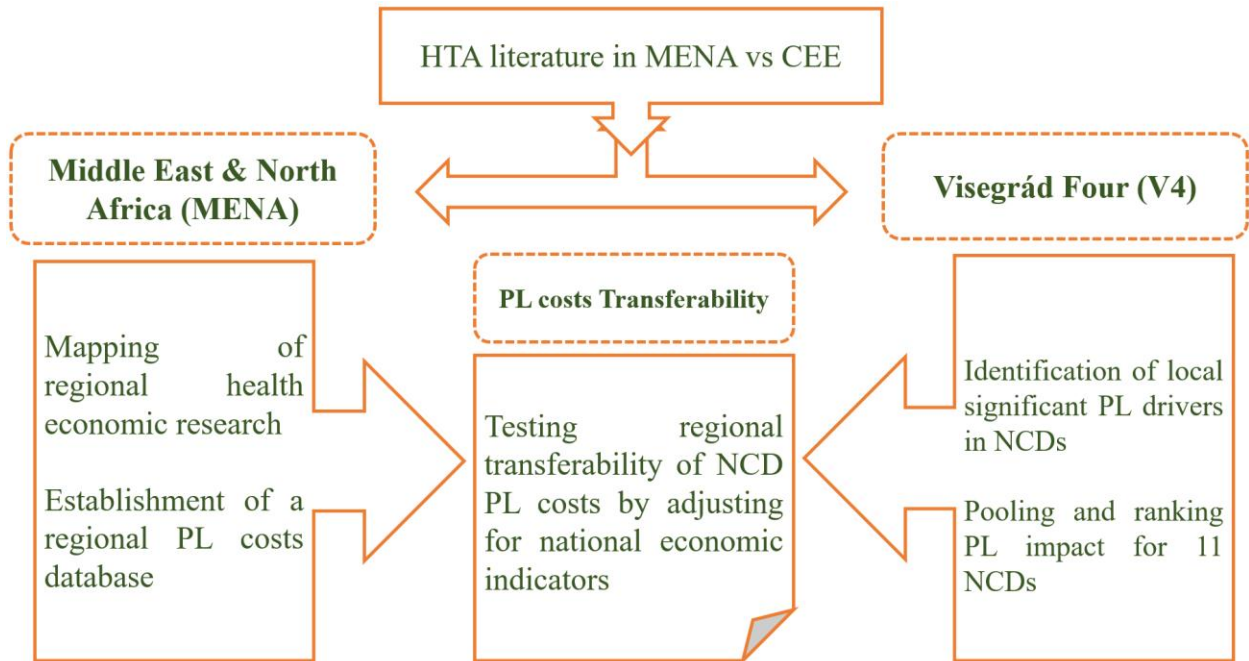 HTA literature in MENA vs CEE
Middle East & North
Africa (MENA)
Visegrád Four (V4)
PL costs Transferability
Mapping of
regional health
economic research
Establishment of a
regional PL costs
database
Testing regional
transferability of NCD
PL costs by adjusting
for national economic
indicators
Identification of local
significant PL drivers
in NCDs
Pooling and ranking
PL impact for 11
NCDs